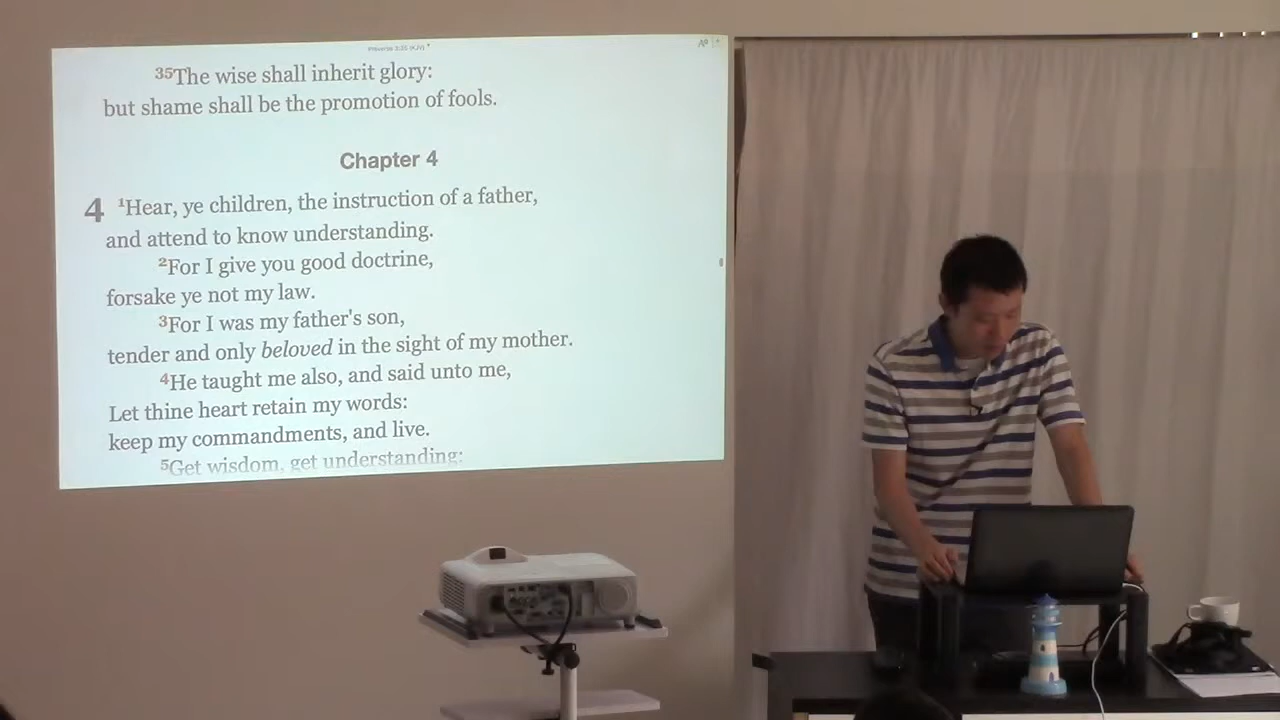 Proverbs 3:35 (KJV)
35The wise shall inherit glory:
but shame shall be the promotion of fools.
Chapter 4
4 1Hear, ye children, the instruction of a father,
and attend to know understanding.
2For I give you good doctrine,
forsake ye not my law.
3For I was my father's son,
tender and only beloved in the sight of my mother.
4He taught me also, and said unto me,
Let thine heart retain my words:
keep my commandments, and live.
5Get wisdom, get understanding: